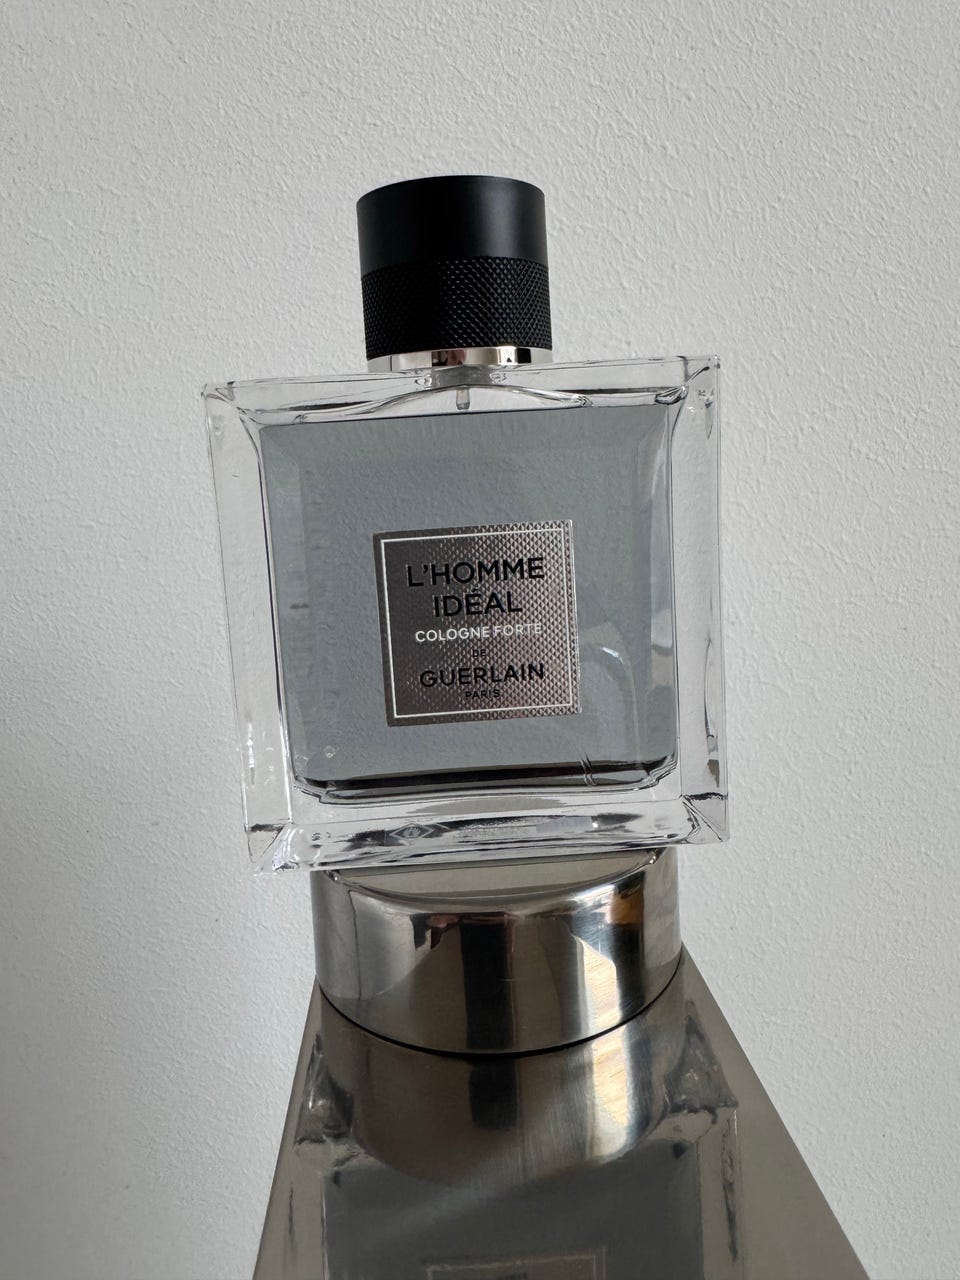 L'HOMME
IDÉAL
COLOGNE FORTE
DE
GUERLAIN
PARIS